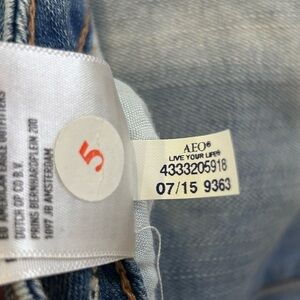 EU AMERICAN EAGLE OUTFITTERS
DUTCH OP CO B.V.
PRINS BERNHARDPLEIN 200
1097 JB AMSTERDAM
5
AEO®
LIVE YOUR LIFE®
4333205918
07/15 9363